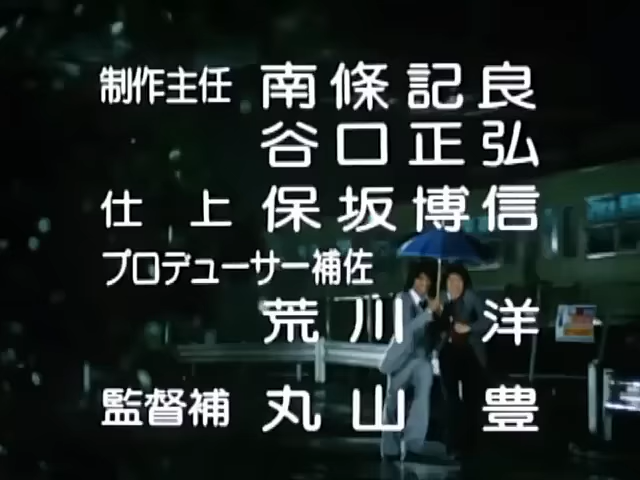 制作主任 南條記良
谷口正弘
仕上 保坂博信
プロデューサー補佐
荒川洋
監督補 丸山豊